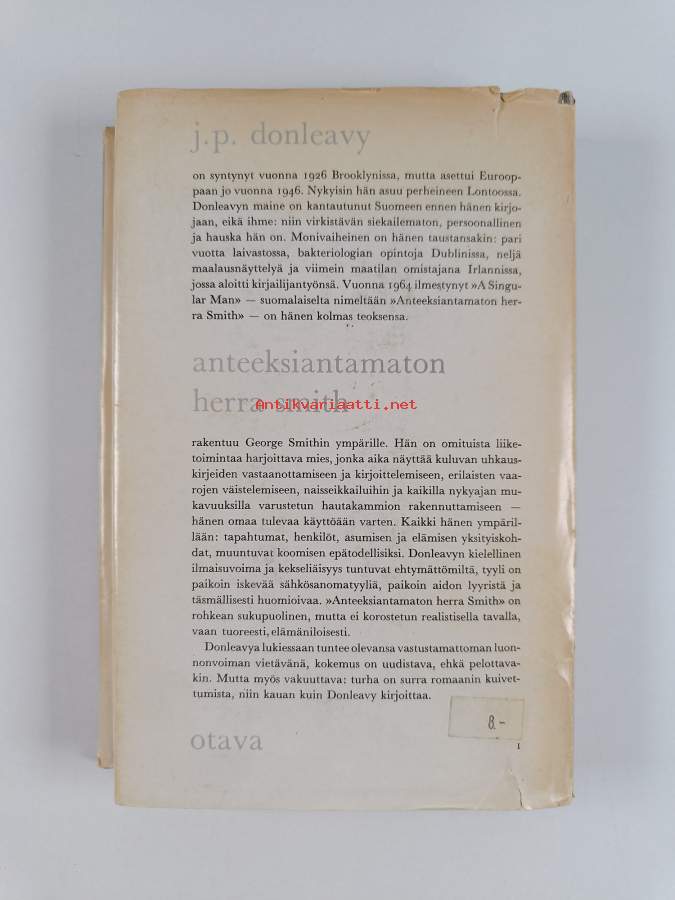 j.p. donleavy
on syntynyt vuonna 1926 Brooklynissa, mutta asettui Euroop-
paan jo vuonna 1946. Nykyisin hän asuu perheineen Lontoossa.
Donleavyn maine on kantautunut Suomeen ennen hänen kirjo-
jaan, eikä ihme: niin virkistävän siekailematon, persoonallinen
ja hauska hän on. Monivaiheinen on hänen taustansakin: pari
vuotta laivastossa, bakteriologian opintoja Dublinissa, neljä
maalausnäyttelyä ja viimein maatilan omistajana Irlannissa,
jossa aloitti kirjailijantyönsä. Vuonna 1964 ilmestynyt »A Singu-
lar Man» — suomalaiselta nimeltään »Anteeksiantamaton her-
ra Smith» — on hänen kolmas teoksensa.
anteeksiantamaton
herra smith
Antikvariaatti.net
rakentuu George Smithin ympärille. Hän on omituista liike-
toimintaa harjoittava mies, jonka aika näyttää kuluvan uhkaus-
kirjeiden vastaanottamiseen ja kirjoittelemiseen, erilaisten vaa-
rojen väistelemiseen, naisseikkailuihin ja kaikilla nykyajan mu-
kavuuksilla varustetun hautakammion rakennuttamiseen —
hänen omaa tulevaa käyttöään varten. Kaikki hänen ympäril-
lään: tapahtumat, henkilöt, asumisen ja elämisen yksityiskoh-
dat, muuntuvat koomisen epätodellisiksi. Donleavyn kielellinen
ilmaisuvoima ja kekseliäisyys tuntuvat ehtymättömiltä, tyyli on
paikoin iskevää sähkösanomatyyliä, paikoin aidon lyyristä ja
täsmällisesti huomioivaa. »Anteeksiantamaton herra Smith» on
rohkean sukupuolinen, mutta ei korostetun realistisella tavalla,
vaan tuoreesti, elämäniloisesti.
Donleavya lukiessaan tuntee olevansa vastustamattoman luon-
nonvoiman vietävänä, kokemus on uudistava, ehkä pelottava-
kin. Mutta myös vakuuttava: turha on surra romaanin kuivet-
tumista, niin kauan kuin Donleavy kirjoittaa.
8.-
otava
1